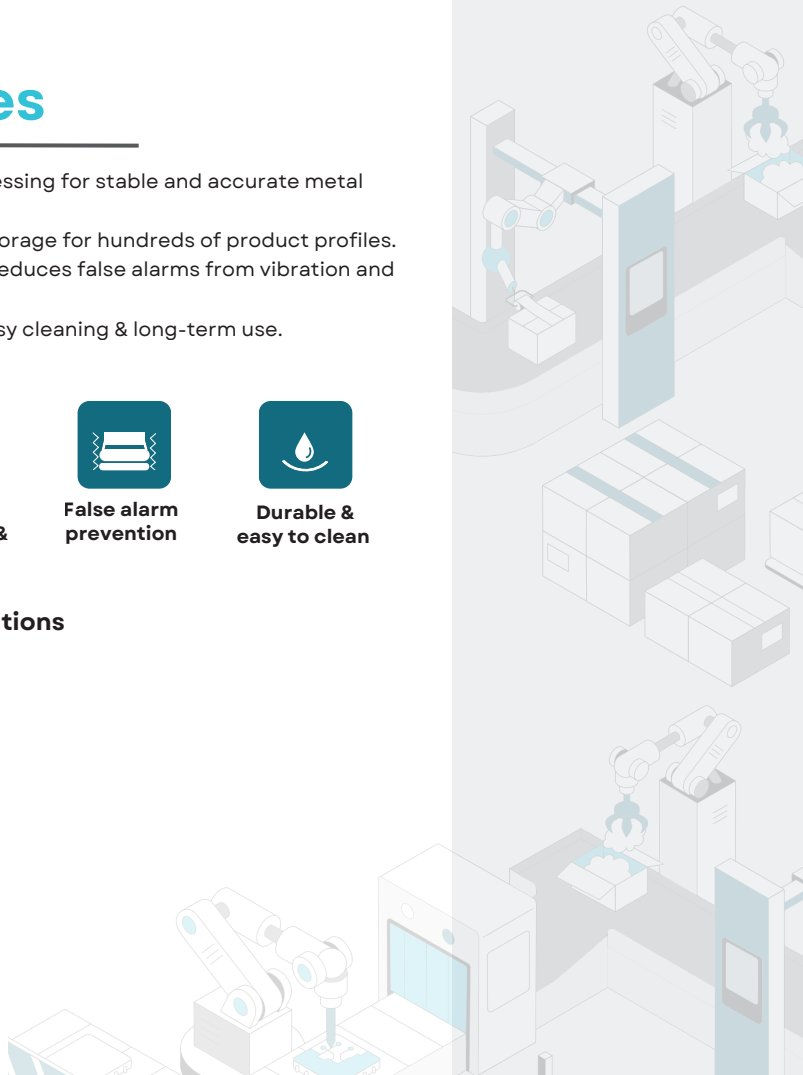 es
essing for stable and accurate metal
orage for hundreds of product profiles.
educes false alarms from vibration and
sy cleaning & long-term use.
False alarm
prevention
Durable &
easy to clean
&
tions